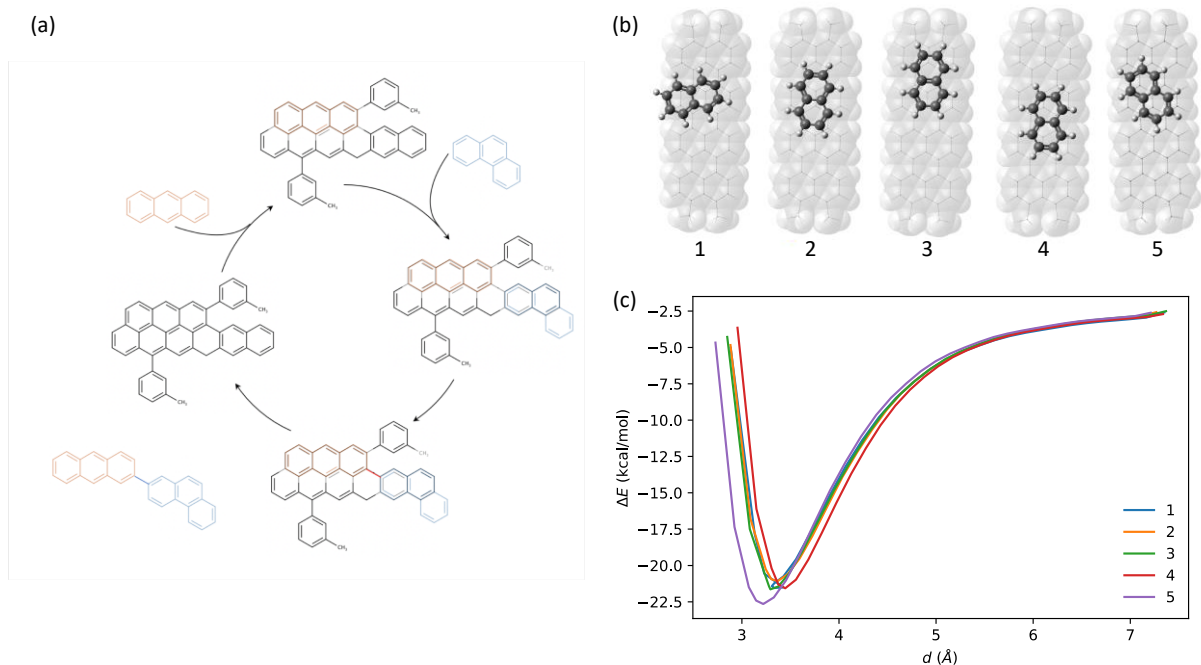 (a)
CH₃
CH₃
CH₃
CH₃
CH₃
CH₃
CH₃
CH₃
(b)
1 2 3 4 5
(c)
−2.5
−5.0
−7.5
−10.0
−12.5
−15.0
−17.5
−20.0
−22.5
ΔE (kcal/mol)
1
2
3
4
5
3 4 5 6 7
d (Å)